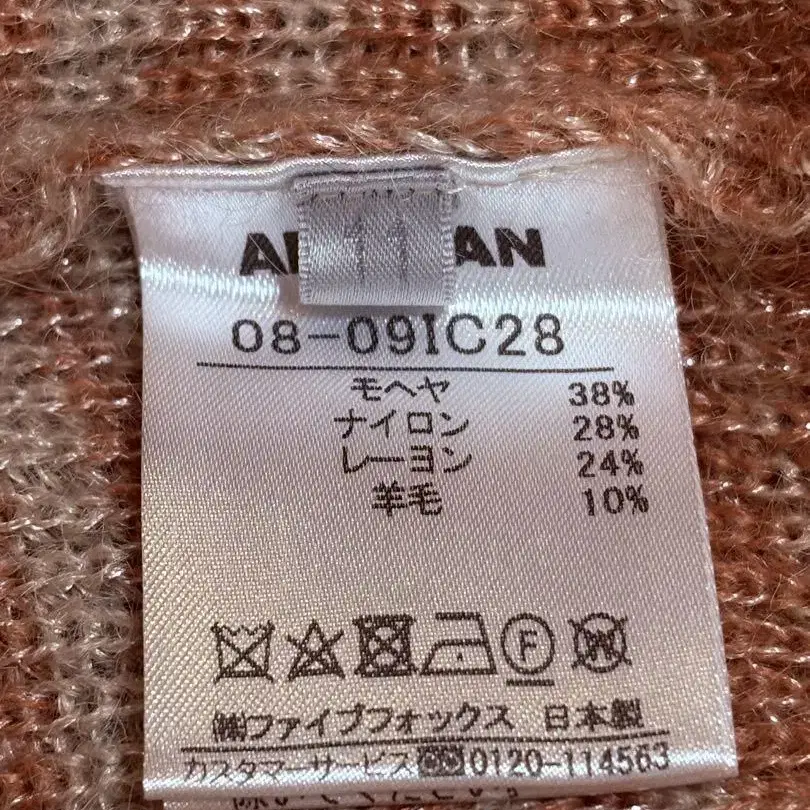 11
08-09IC28
モヘヤ 38%
ナイロン 28%
レーヨン 24%
羊毛 10%
F W
㈱ファイブフォックス 日本製
カスタマーサービス 0120-114563